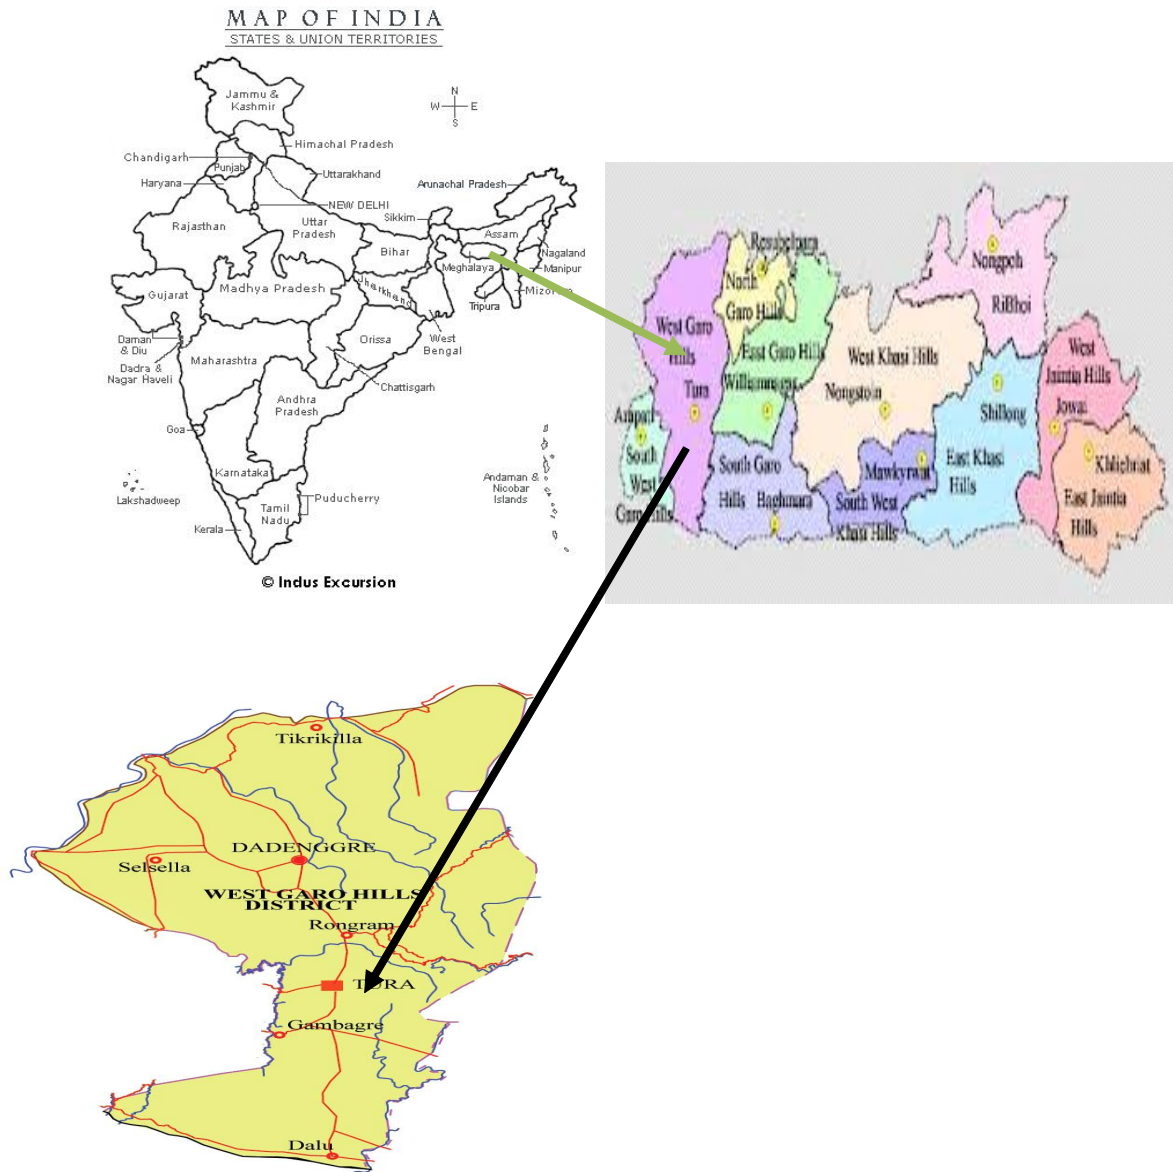 MAP OF INDIA
STATES & UNION TERRITORIES
N
W
E
S
Jammu &
Kashmir
Himachal Pradesh
Chandigarh
Punjab
Uttarakhand
Haryana
Arunachal Pradesh
NEW DELHI
Sikkim
Rajasthan
Uttar
Pradesh
Assam
Bihar
Nagaland
Meghalaya
Manipur
Jharkhand
Gujarat
Madhya Pradesh
Tripura
Daman
& Diu
Orissa
West
Bengal
Dadra &
Nagar Haveli
Maharashtra
Chattisgarh
Andhra
Pradesh
Goa
Karnataka
Andaman &
Nicobar
Islands
Lakshadweep
Puducherry
Tamil
Nadu
Kerala
© Indus Excursion
Resubelpara
North
Garo Hills
Nongpoh
RiBhoi
West Garo
Hills
East Garo Hills
West Khasi Hills
West
Jaintia Hills
Williamnagar
Tura
Nongstoin
Shillong
Jowai
Ampati
South
West
Garo Hills
South Garo
Hills
Mawkyrwat
East Khasi
Hills
Khliehriat
Baghmara
South West
Khasi Hills
East Jaintia
Hills
Tikrikilla
DADENGGRE
Selsella
WEST GARO HILLS
DISTRICT
Rongram
TURA
Gambagre
Dalu